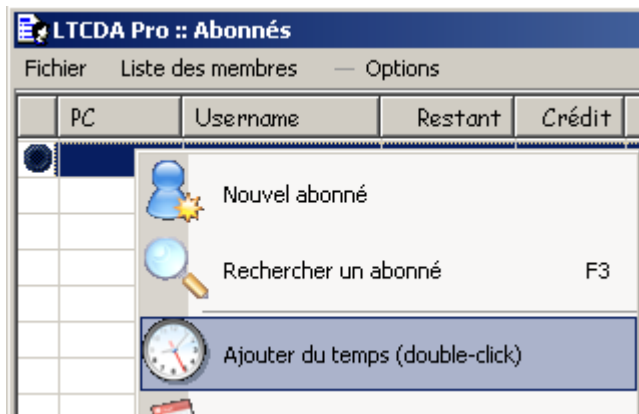 LTCDA Pro :: Abonnés
Fichier Liste des membres — Options
PC Username Restant Crédit
Nouvel abonné
Rechercher un abonné F3
Ajouter du temps (double-click)